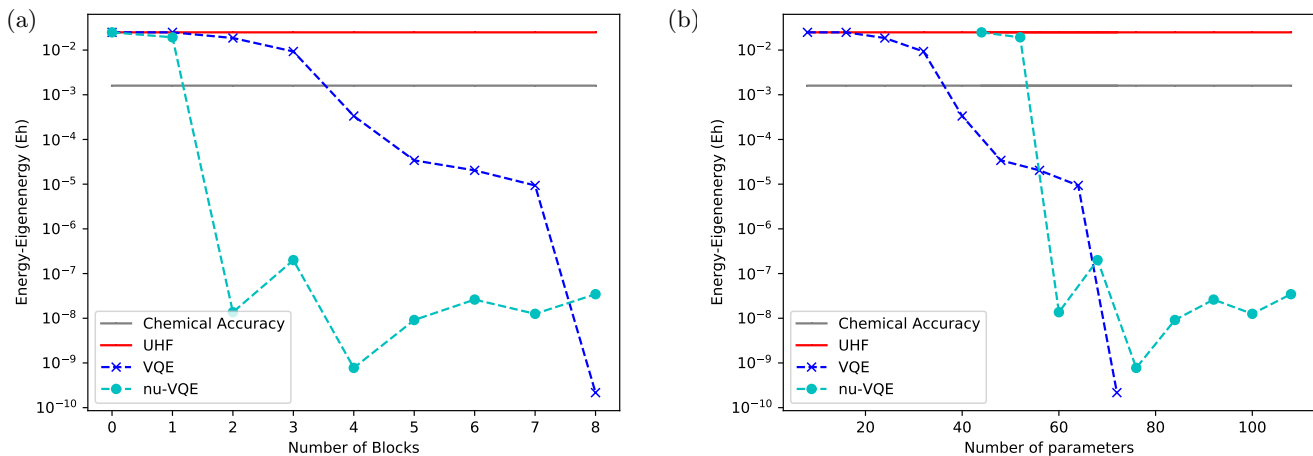 (a)
10⁻²
10⁻³
10⁻⁴
10⁻⁵
10⁻⁶
10⁻⁷
10⁻⁸
10⁻⁹
10⁻¹⁰
Energy-Eigenenergy (Eh)
Chemical Accuracy
UHF
VQE
nu-VQE
0 1 2 3 4 5 6 7 8
Number of Blocks
(b)
10⁻²
10⁻³
10⁻⁴
10⁻⁵
10⁻⁶
10⁻⁷
10⁻⁸
10⁻⁹
10⁻¹⁰
Energy-Eigenenergy (Eh)
Chemical Accuracy
UHF
VQE
nu-VQE
20 40 60 80 100
Number of parameters